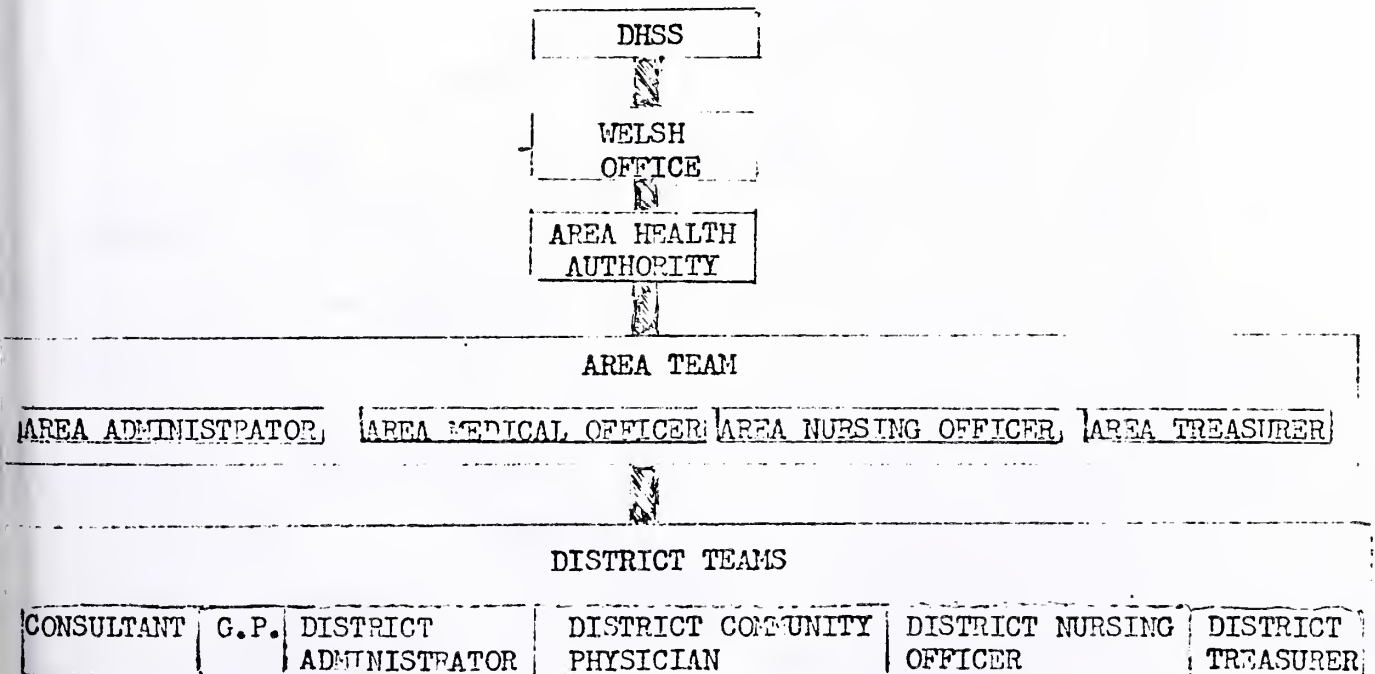 DHSS
WELSH
OFFICE
AREA HEALTH
AUTHORITY
AREA TEAM
AREA ADMINISTRATOR AREA MEDICAL OFFICER AREA NURSING OFFICER AREA TREASURER
DISTRICT TEAMS
CONSULTANT G.P. DISTRICT ADMINISTRATOR DISTRICT COMMUNITY PHYSICIAN DISTRICT NURSING OFFICER DISTRICT TREASURER